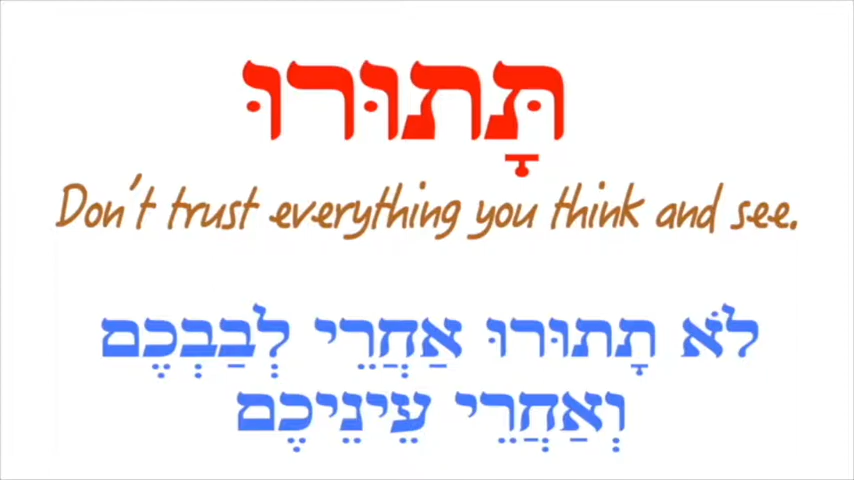 תָּתוּרוּ
Don't trust everything you think and see.
לֹא תָתוּרוּ אַחֲרֵי לְבַבְכֶם
וְאַחֲרֵי עֵינֵיכֶם